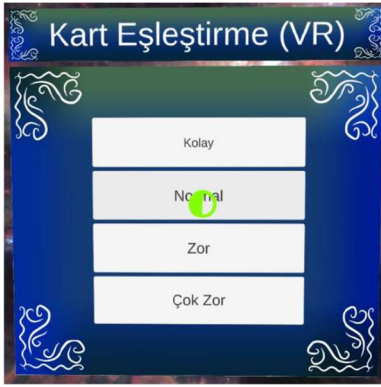 Kart Eşleştirme (VR)
Kolay
Normal
Zor
Çok Zor